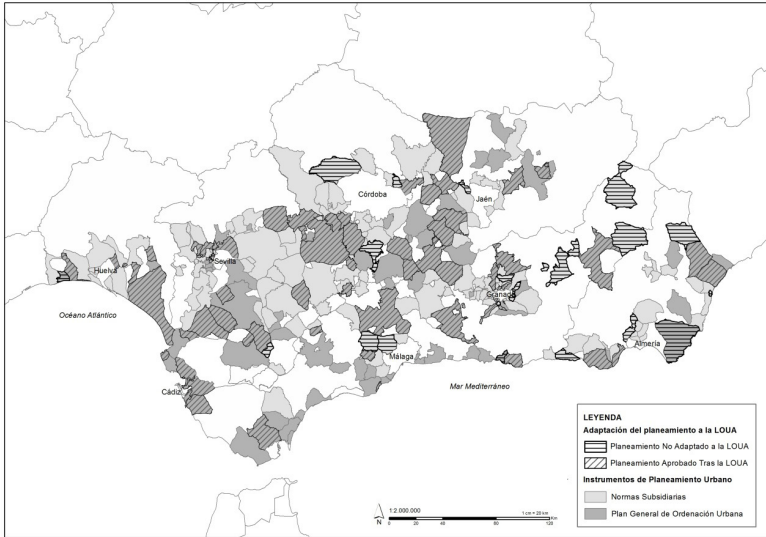 Córdoba
Jaén
Sevilla
Huelva
Granada
Océano Atlántico
Almería
Málaga
Mar Mediterráneo
Cádiz
LEYENDA
Adaptación del planeamiento a la LOUA
Planeamiento No Adaptado a la LOUA
Planeamiento Aprobado Tras la LOUA
Instrumentos de Planeamiento Urbano
Normas Subsidiarias
Plan General de Ordenación Urbana
N
1:2.000.000
1 cm = 20 km
0 20 40 80 120 Km